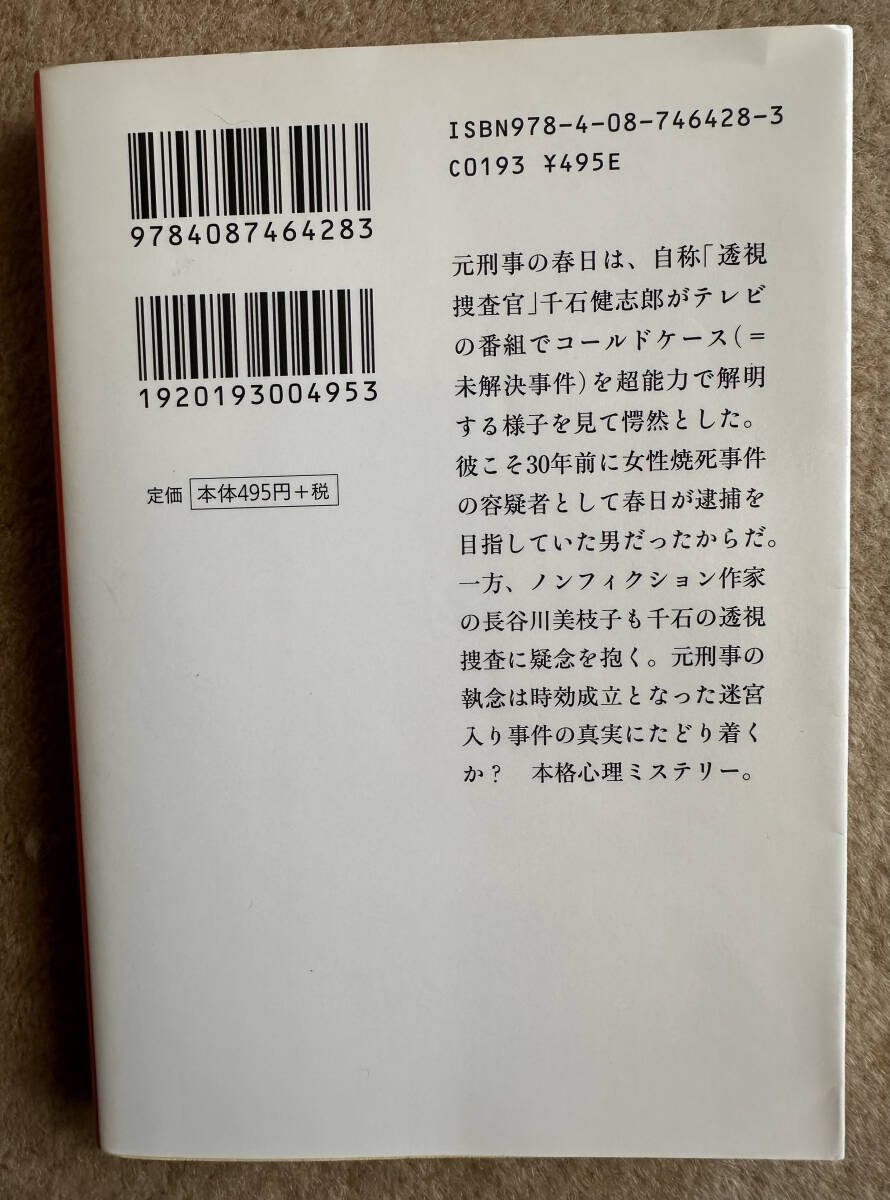 9784087464283
1920193004953
定価 本体495円+税
ISBN978-4-08-746428-3
C0193 ¥495E
元刑事の春日は、自称「透視
捜査官」千石健志郎がテレビ
の番組でコールドケース(=
未解決事件)を超能力で解明
する様子を見て愕然とした。
彼こそ30年前に女性焼死事件
の容疑者として春日が逮捕を
目指していた男だったからだ。
一方、ノンフィクション作家
の長谷川美枝子も千石の透視
捜査に疑念を抱く。元刑事の
執念は時効成立となった迷宮
入り事件の真実にたどり着く
か? 本格心理ミステリー。